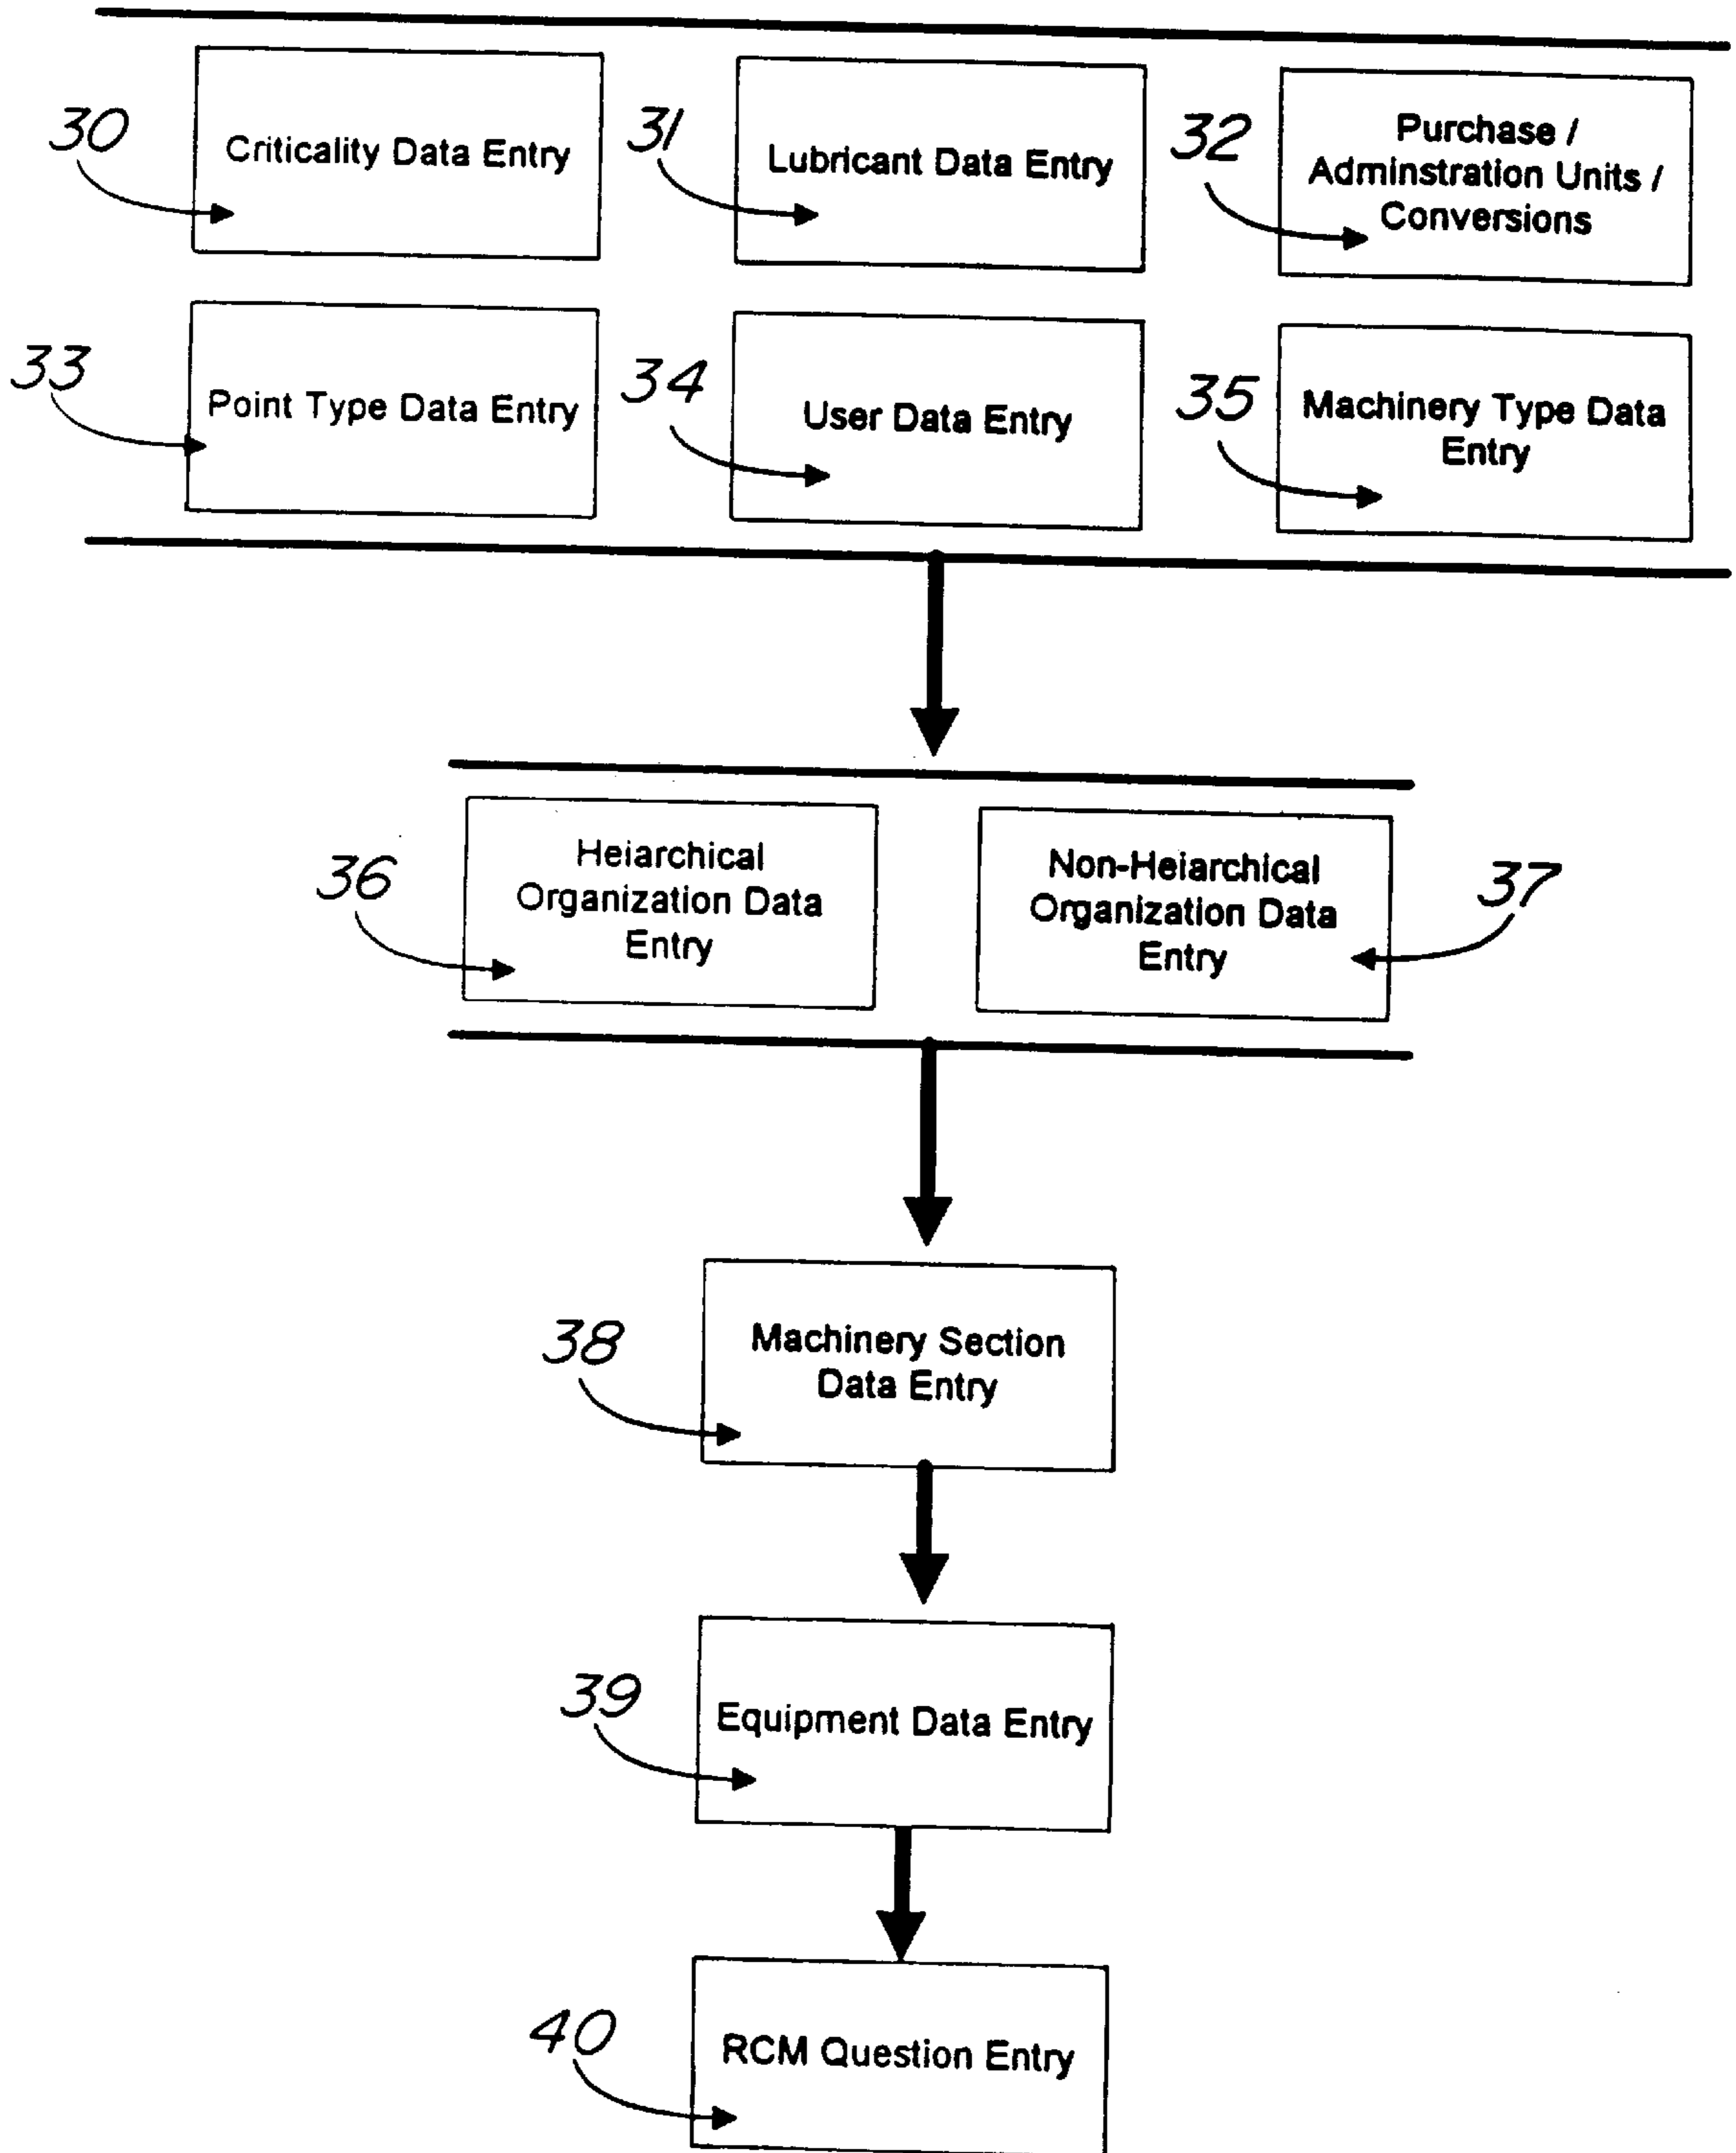 30
Criticality Data Entry
31
Lubricant Data Entry
32
Purchase /
Adminstration Units /
Conversions
33
Point Type Data Entry
34
User Data Entry
35
Machinery Type Data
Entry
36
Heiarchical
Organization Data
Entry
Non-Heiarchical
Organization Data
Entry
37
38
Machinery Section
Data Entry
39
Equipment Data Entry
40
RCM Question Entry